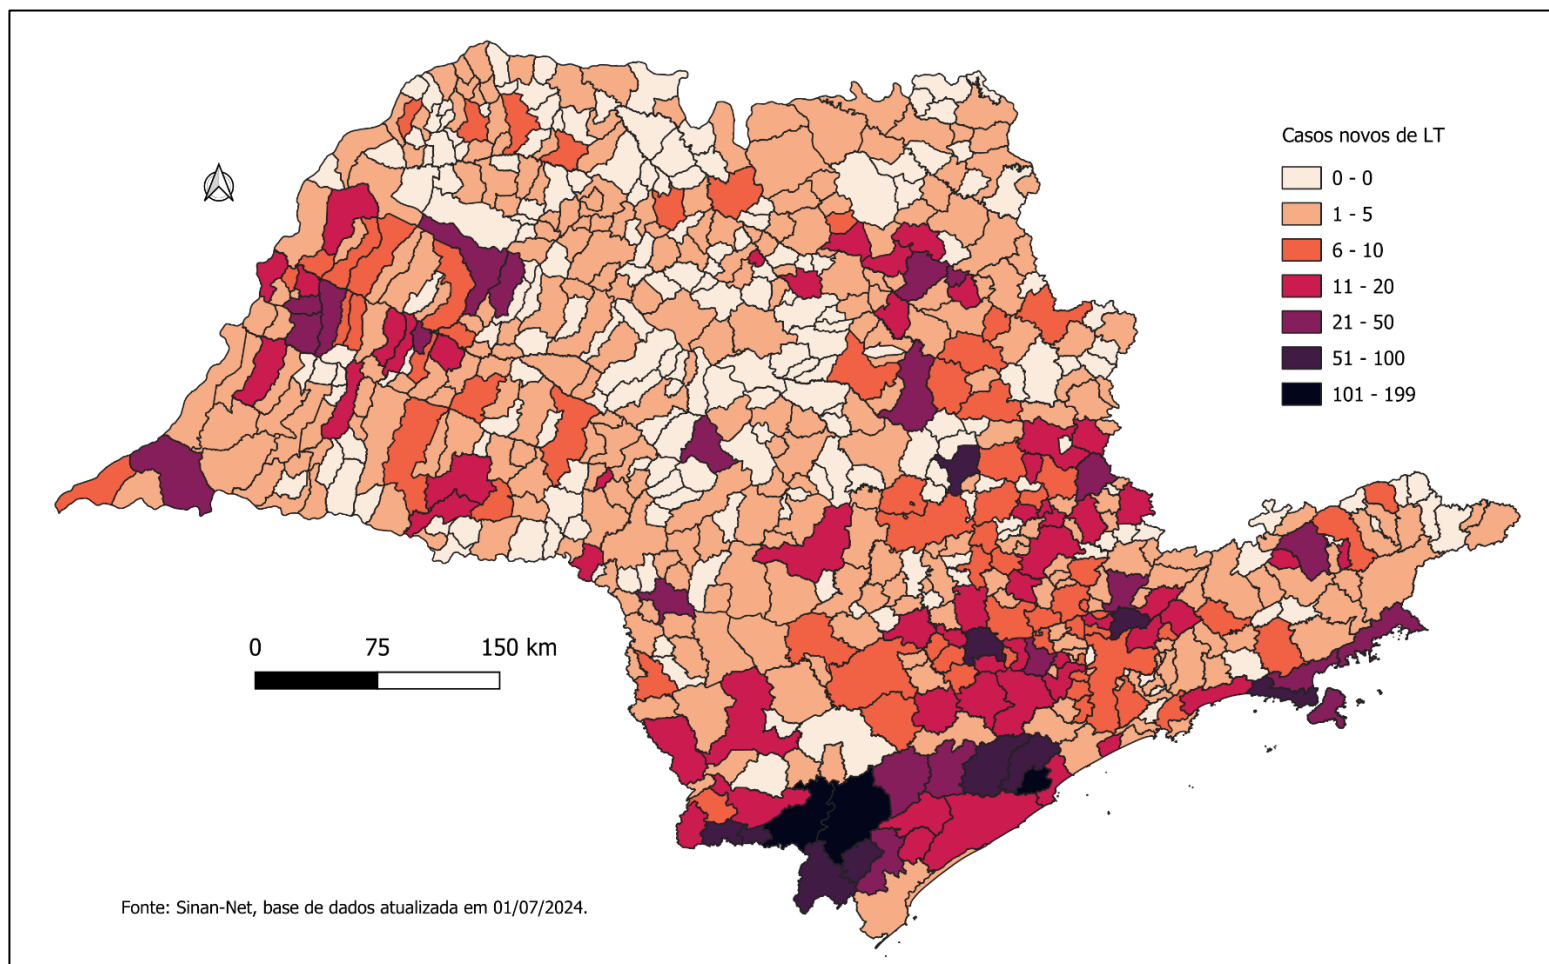 Casos novos de LT
0 - 0
1 - 5
6 - 10
11 - 20
21 - 50
51 - 100
101 - 199
0 75 150 km
Fonte: Sinan-Net, base de dados atualizada em 01/07/2024.